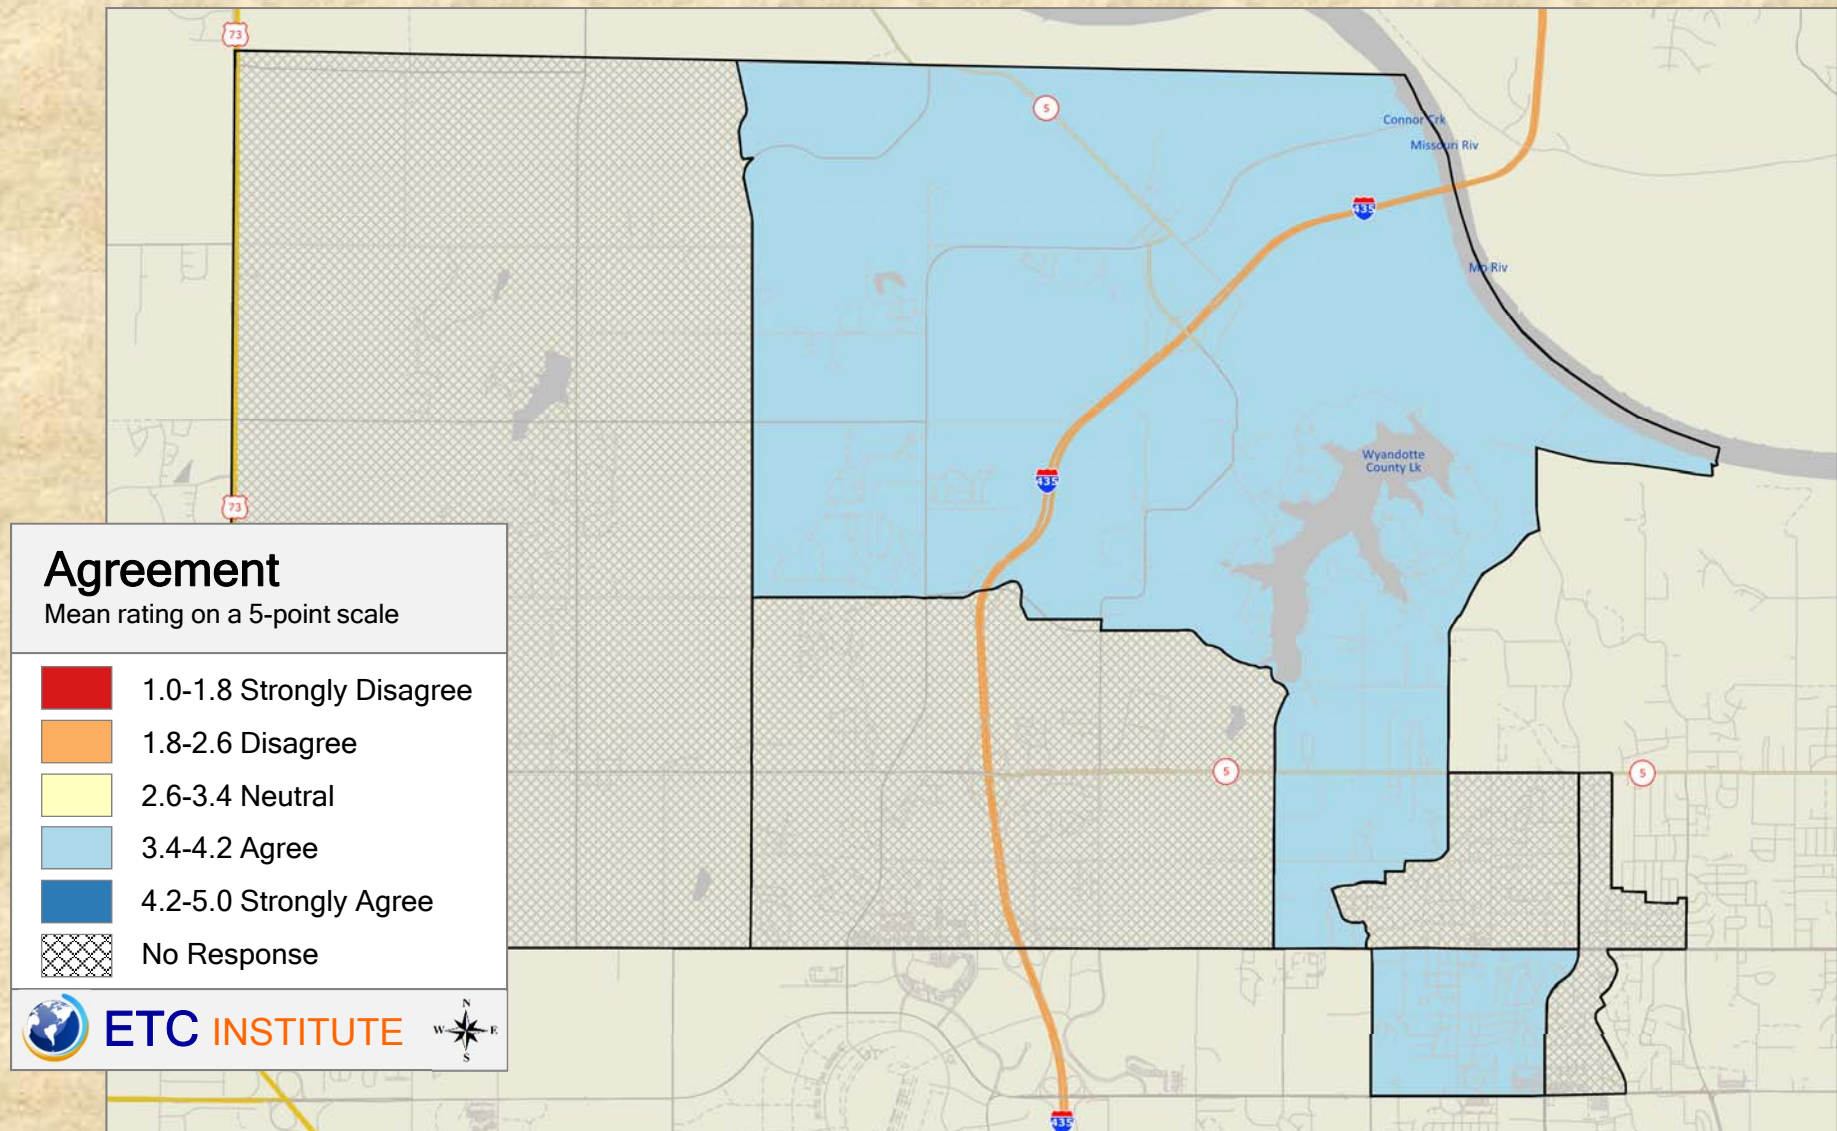 73
5
Connor Crk
Missouri Riv
435
Mo Riv
Wyandotte
County Lk
435
73
Agreement
Mean rating on a 5-point scale
1.0-1.8 Strongly Disagree
1.8-2.6 Disagree
2.6-3.4 Neutral
3.4-4.2 Agree
4.2-5.0 Strongly Agree
No Response
5
5
ETC INSTITUTE
N
W E
S
435